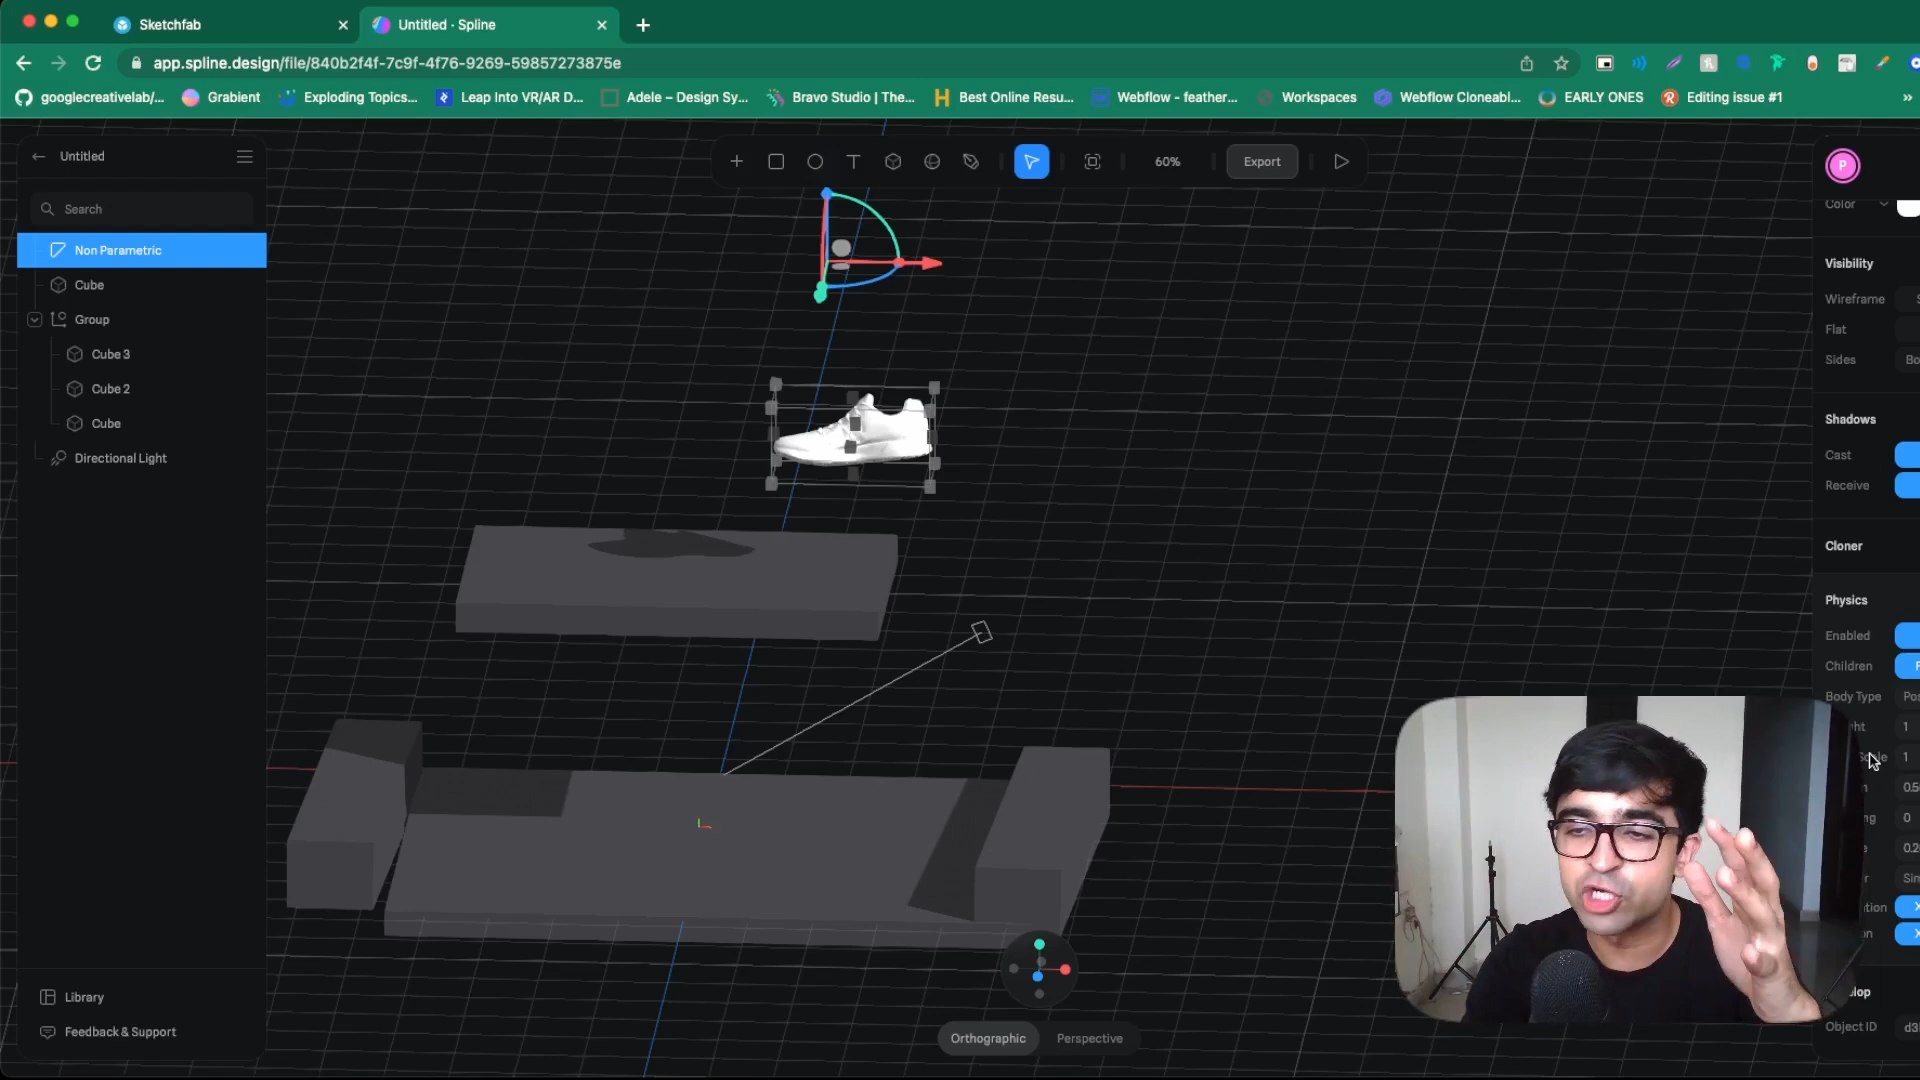 Sketchfab
Untitled · Spline
app.spline.design/file/840b2f4f-7c9f-4f76-9269-59857273875e
googlecreativelab/...
Grabient
Exploding Topics...
Leap Into VR/AR D...
Adele – Design Sy...
Bravo Studio | The...
Best Online Resu...
Webflow - feather...
Workspaces
Webflow Cloneabl...
EARLY ONES
Editing issue #1
»
Untitled
60%
Export
P
Search
Non Parametric
Cube
Group
Cube 3
Cube 2
Cube
Directional Light
Library
Feedback & Support
Orthographic
Perspective
Color
Visibility
Wireframe
Flat
Sides
Shadows
Cast
Receive
Cloner
Physics
Enabled
Children
Body Type
1
1
0
Object ID